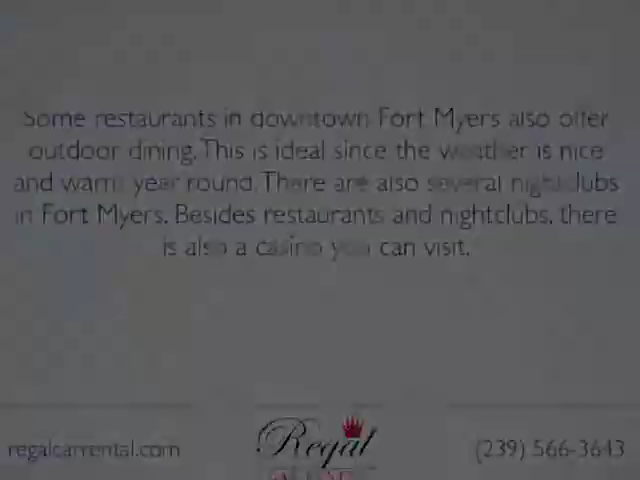 Some restaurants in downtown Fort Myers also offer
outdoor dining. This is ideal since the weather is nice
and warm year round. There are also several nightclubs
in Fort Myers. Besides restaurants and nightclubs, there
is also a casino you can visit.
regalcarrental.com
Regal
(239) 566-3643